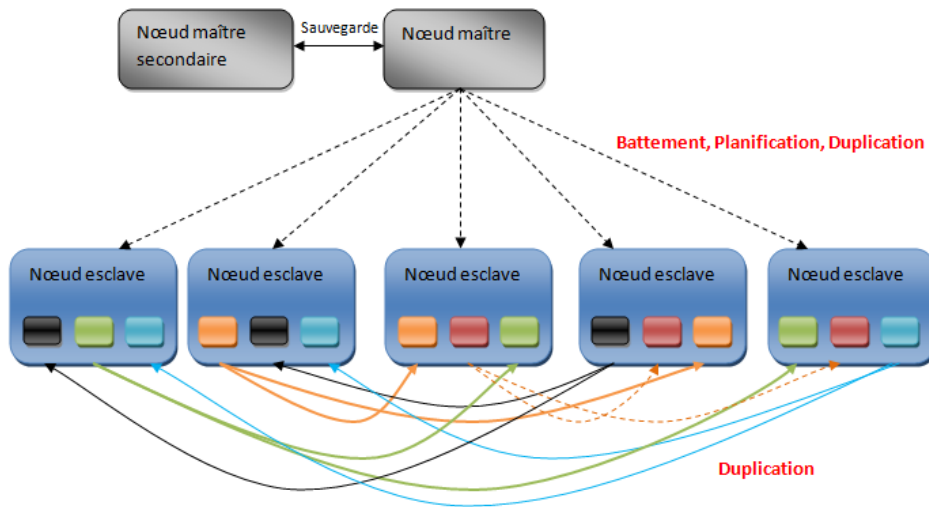 Nœud maître
secondaire
Sauvegarde
Nœud maître
Battement, Planification, Duplication
Nœud esclave
Nœud esclave
Nœud esclave
Nœud esclave
Nœud esclave
Duplication